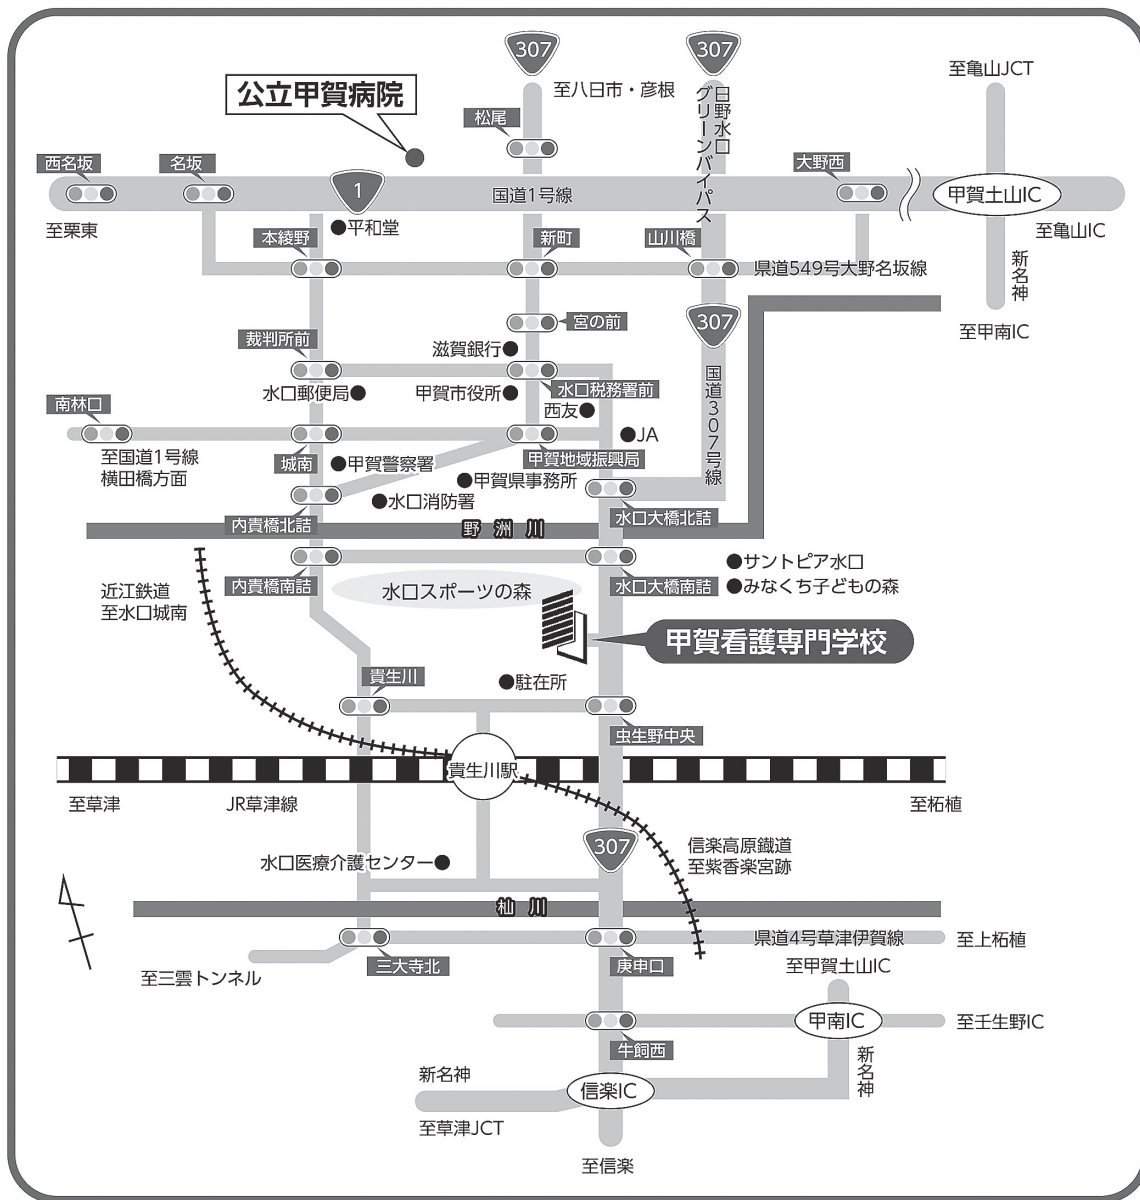 307
307
至亀山JCT
公立甲賀病院
至八日市・彦根
日野水口
グリーンバイパス
松尾
西名坂
名坂
1
国道1号線
大野西
甲賀土山IC
至栗東
平和堂
至亀山IC
本綾野
新町
山川橋
県道549号大野名坂線
新名神
宮の前
307
至甲南IC
裁判所前
滋賀銀行
水口郵便局
甲賀市役所
水口税務署前
国道307号線
南林口
西友
JA
至国道1号線
横田橋方面
城南
甲賀警察署
甲賀地域振興局
甲賀県事務所
水口消防署
内貴橋北詰
水口大橋北詰
野洲川
内貴橋南詰
水口大橋南詰
サントピア水口
みなくち子どもの森
近江鉄道
至水口城南
水口スポーツの森
甲賀看護専門学校
貴生川
駐在所
虫生野中央
貴生川駅
至草津
JR草津線
至柘植
307
信楽高原鐵道
至紫香楽宮跡
水口医療介護センター
杣川
県道4号草津伊賀線
至上柘植
三大寺北
庚申口
至三雲トンネル
至甲賀土山IC
甲南IC
至壬生野IC
牛飼西
新名神
新名神
信楽IC
至草津JCT
至信楽